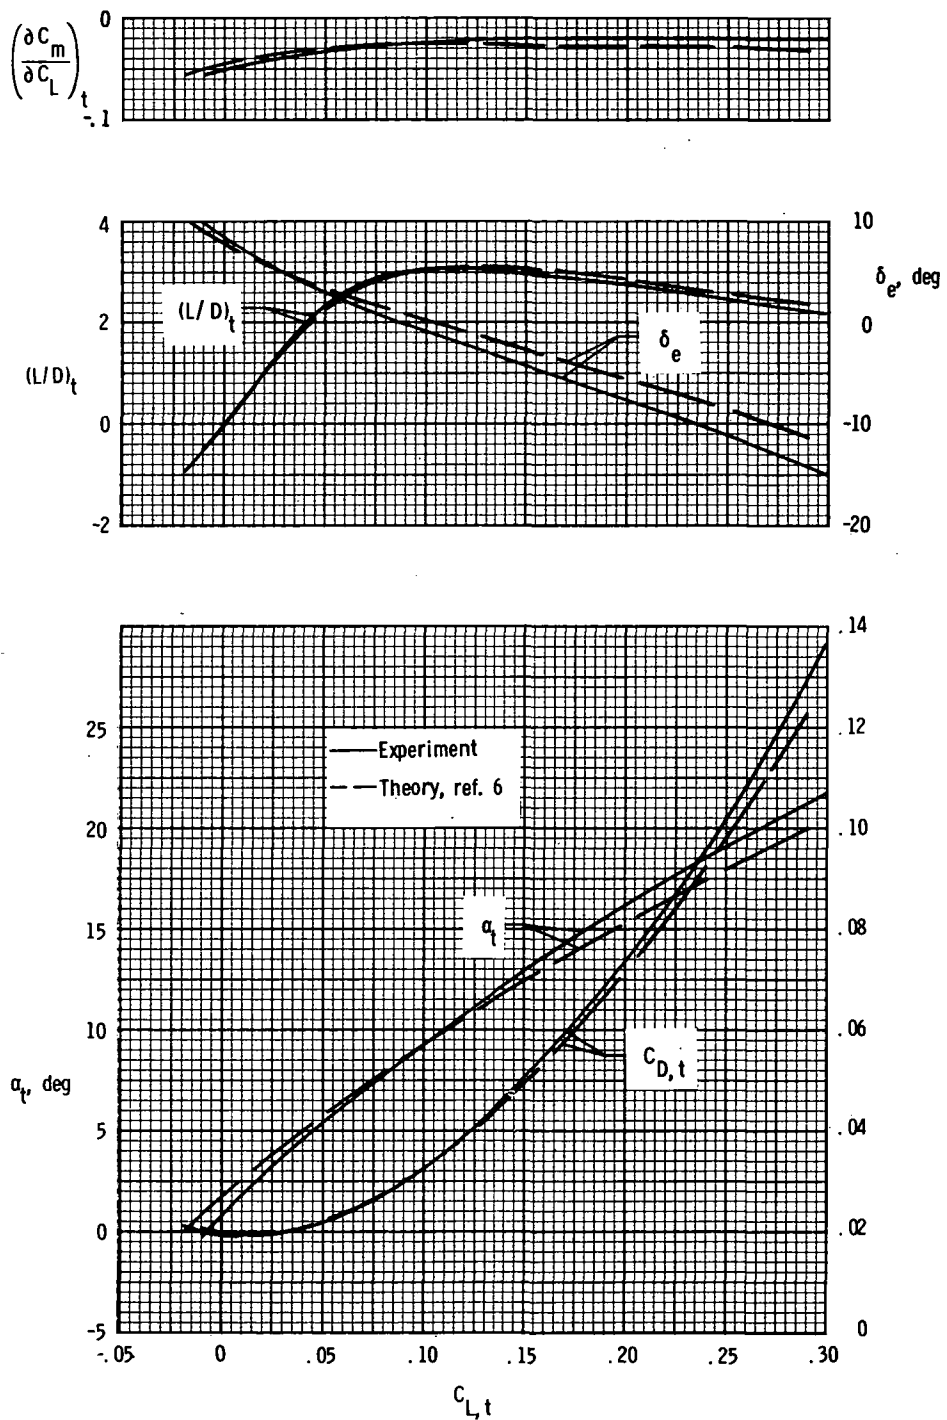 0
(∂C_m/∂C_L)_t
-.1
4
10
(L/D)_t
δ_e, deg
2
0
δ_e
(L/D)_t
0
-10
-2
-20
.14
25
.12
Experiment
Theory, ref. 6
20
.10
α_t
15
.08
10
.06
C_D,t
α_t, deg
5
.04
0
.02
-5
0
-.05 0 .05 .10 .15 .20 .25 .30
C_L,t